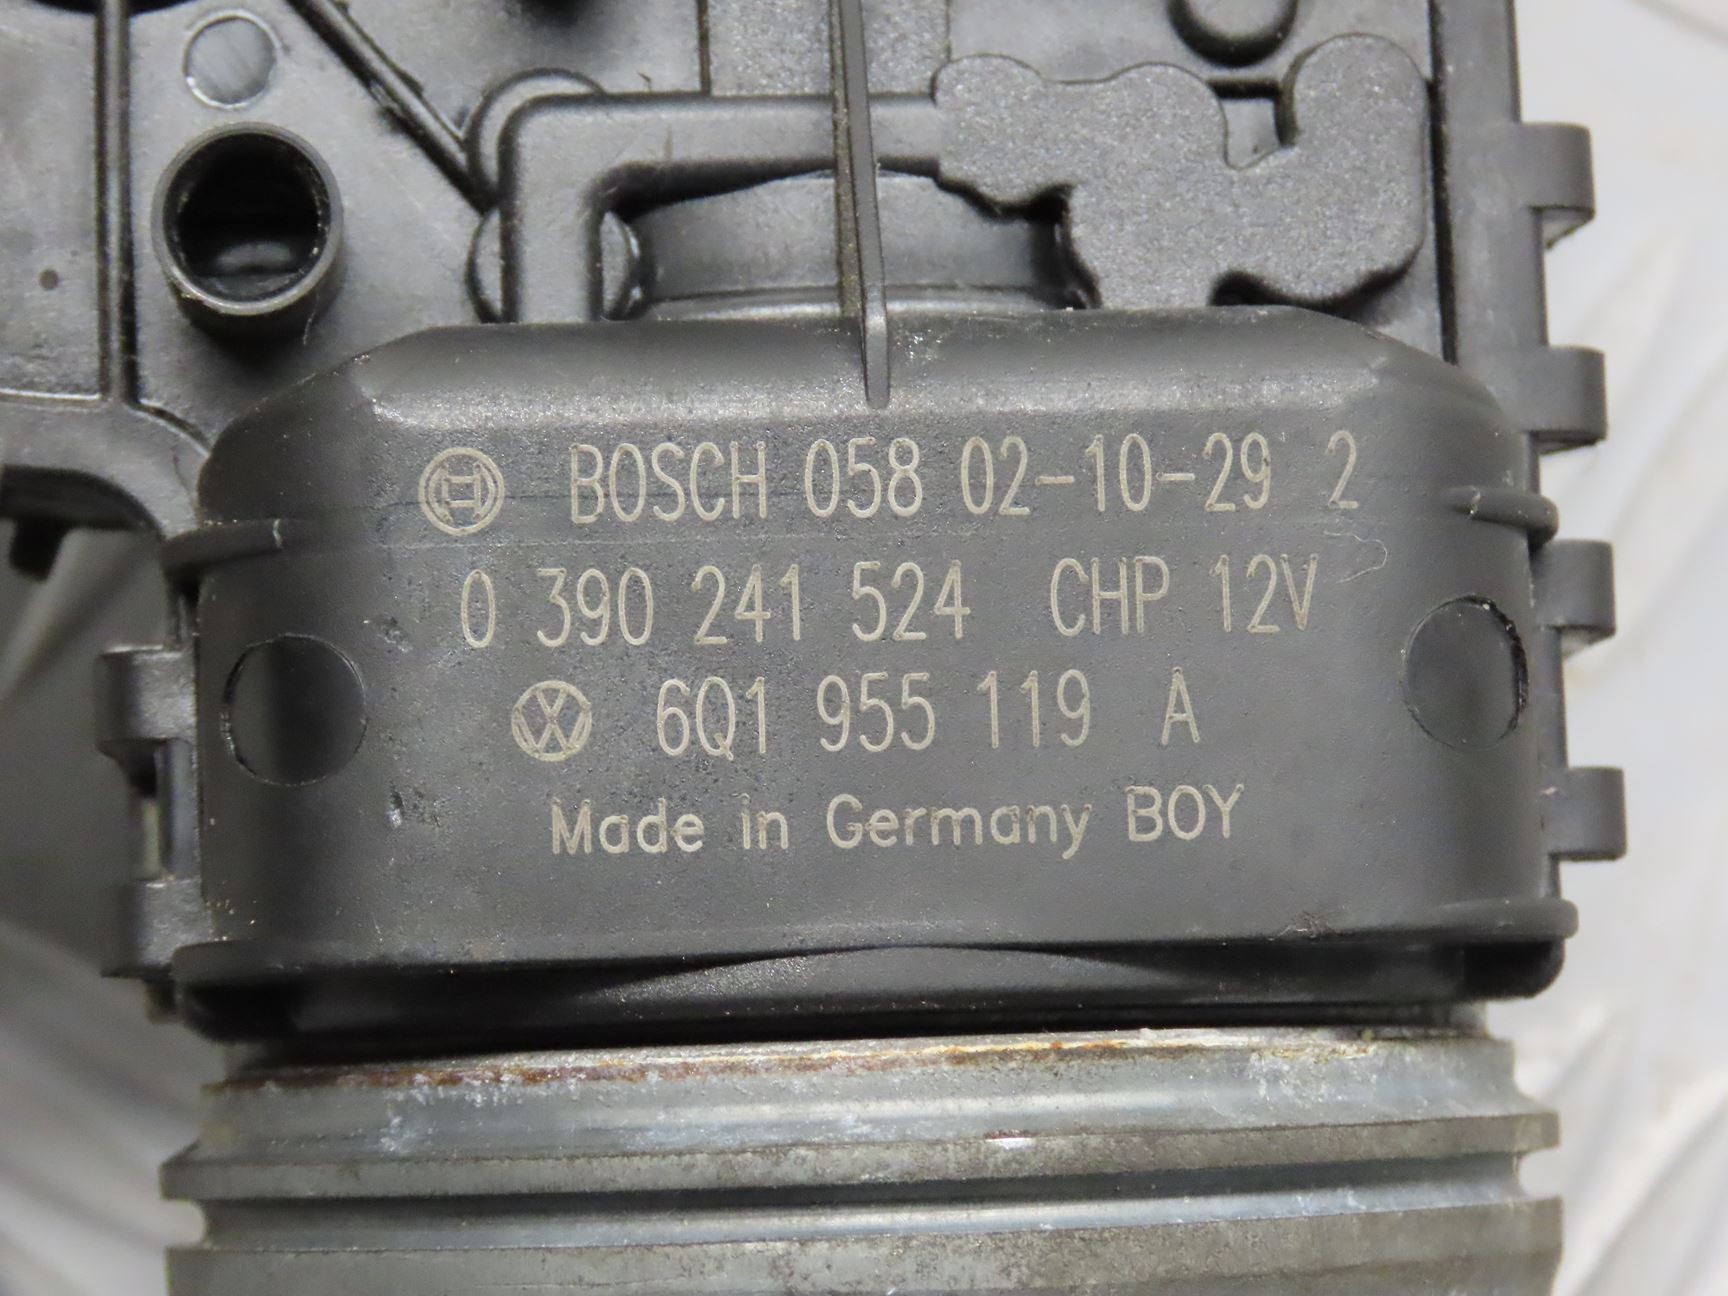 BOSCH 058 02-10-29 2
0 390 241 524 CHP 12V
6Q1 955 119 A
Made in Germany BOY